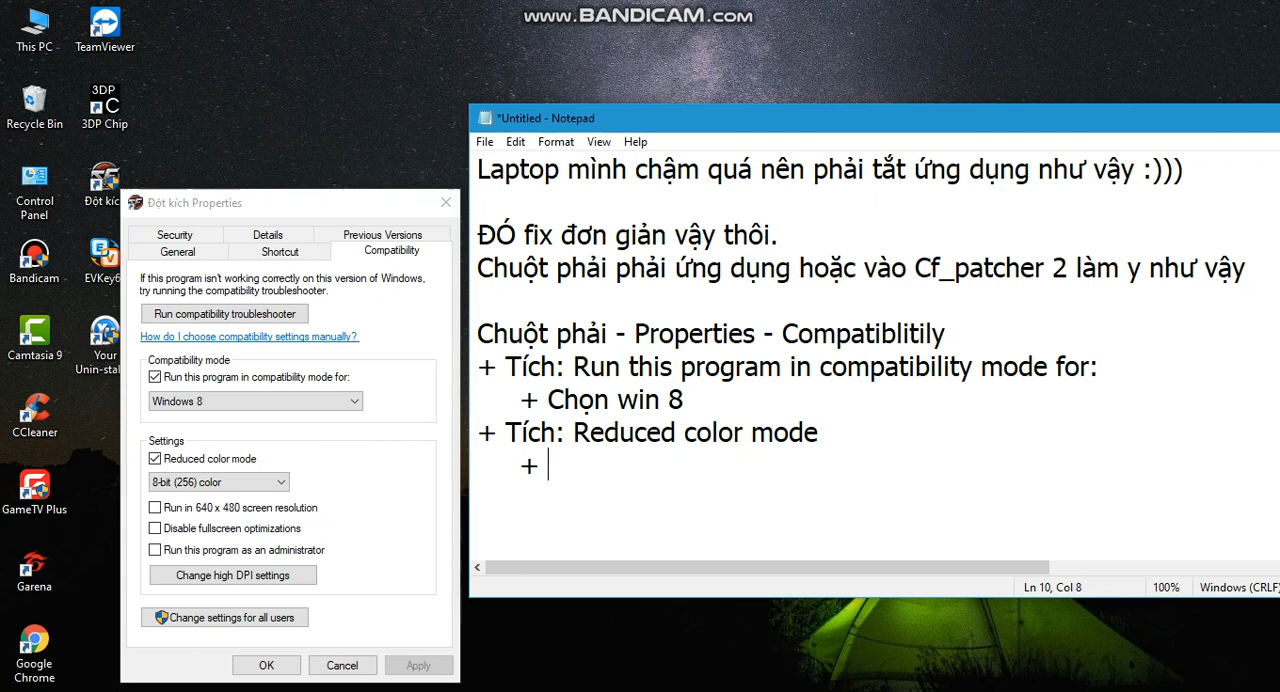 www.BANDICAM.com
This PC
TeamViewer
Recycle Bin
3DP
C
3DP Chip
Control
Panel
Đột kíc
Bandicam
EVKey6
Camtasia 9
Your
Unin-stal
CCleaner
GameTV Plus
Garena
Google
Chrome
Đột kích Properties
Security
Details
Previous Versions
General
Shortcut
Compatibility
If this program isn't working correctly on this version of Windows,
try running the compatibility troubleshooter.
Run compatibility troubleshooter
How do I choose compatibility settings manually?
Compatibility mode
Run this program in compatibility mode for:
Windows 8
Settings
Reduced color mode
8-bit (256) color
Run in 640 x 480 screen resolution
Disable fullscreen optimizations
Run this program as an administrator
Change high DPI settings
Change settings for all users
OK
Cancel
Apply
*Untitled - Notepad
File Edit Format View Help
Laptop mình chậm quá nên phải tắt ứng dụng như vậy :)))
ĐÓ fix đơn giản vậy thôi.
Chuột phải phải ứng dụng hoặc vào Cf_patcher 2 làm y như vậy
Chuột phải - Properties - Compatiblitily
+ Tích: Run this program in compatibility mode for:
+ Chọn win 8
+ Tích: Reduced color mode
+
Ln 10, Col 8
100%
Windows (CRLF)